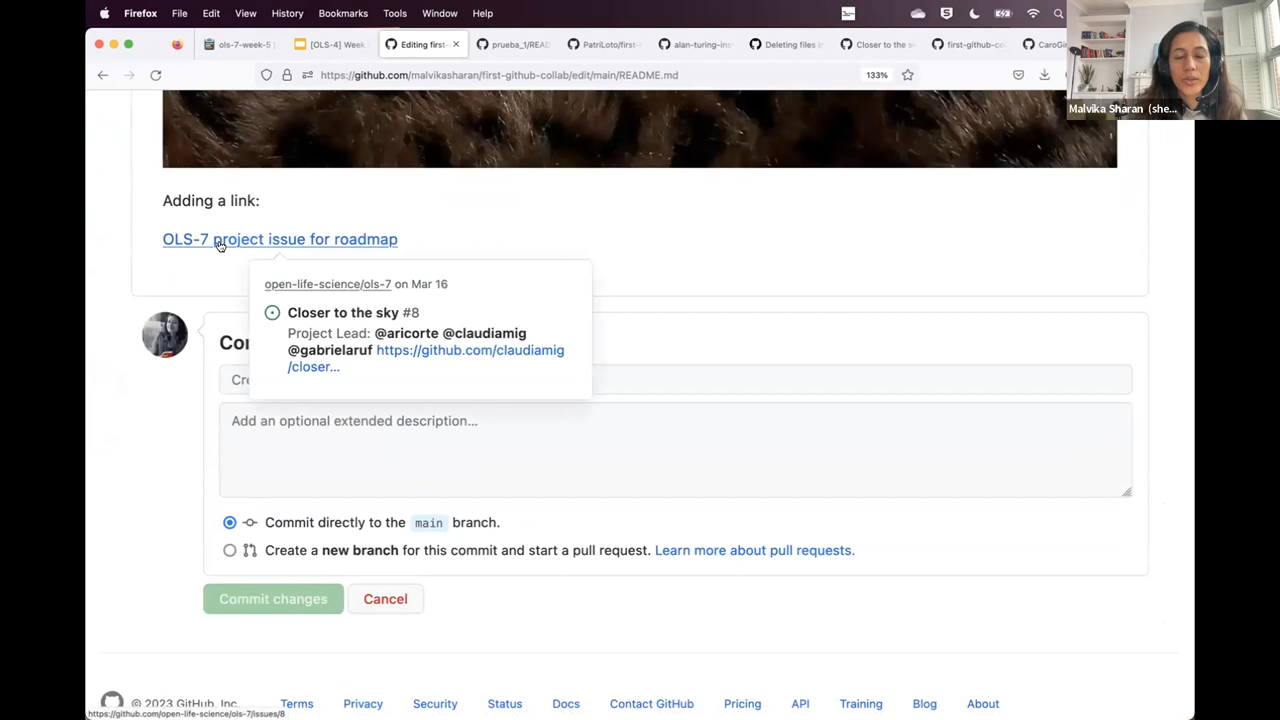 Firefox File Edit View History Bookmarks Tools Window Help
ols-7-week-5 [OLS-4] Week Editing first- prueba_1/REA PatriLoto/first- alan-turing-ins Deleting files i Closer to the s first-github-co CaroGi
https://github.com/malvikasharan/first-github-collab/edit/main/README.md 133%
Malvika Sharan (she...
Adding a link:
OLS-7 project issue for roadmap
open-life-science/ols-7 on Mar 16
Closer to the sky #8
Project Lead: @aricorte @claudiamig
@gabrielaruf https://github.com/claudiamig
/closer...
Add an optional extended description...
Commit directly to the main branch.
Create a new branch for this commit and start a pull request. Learn more about pull requests.
Commit changes Cancel
© 2023 GitHub, Inc. Terms Privacy Security Status Docs Contact GitHub Pricing API Training Blog About
https://github.com/open-life-science/ols-7/issues/8